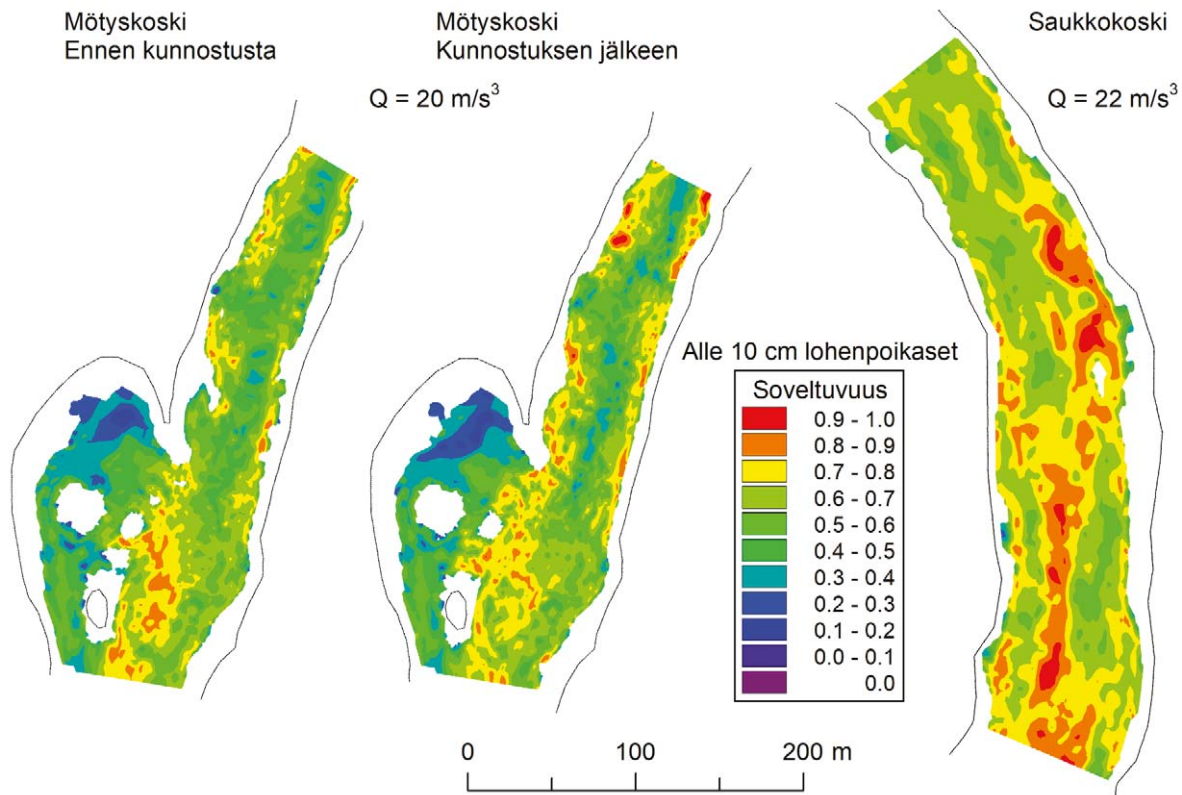 Mötyskoski
Ennen kunnostusta
Mötyskoski
Kunnostuksen jälkeen
Saukkokoski
Q = 20 m/s³
Q = 22 m/s³
Alle 10 cm lohenpoikaset
Soveltuvuus
0.9 - 1.0
0.8 - 0.9
0.7 - 0.8
0.6 - 0.7
0.5 - 0.6
0.4 - 0.5
0.3 - 0.4
0.2 - 0.3
0.1 - 0.2
0.0 - 0.1
0.0
0 100 200 m